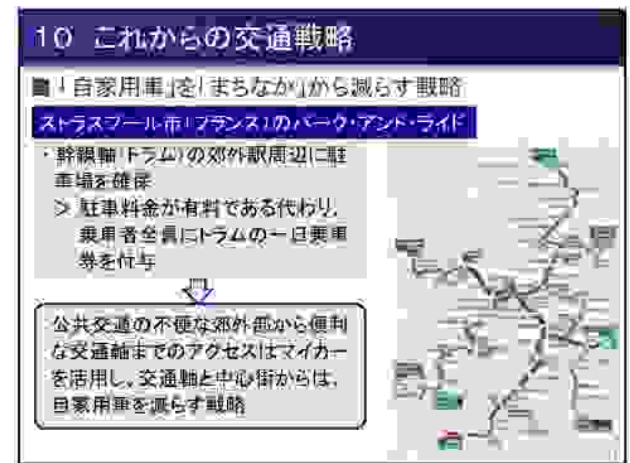 10 これからの交通戦略
■「自家用車」を「まちなか」から減らす戦略
ストラスブール市(フランス)のパーク・アンド・ライド
・幹線軸(トラム)の郊外駅周辺に駐
車場を確保
＞ 駐車料金が有料である代わり、
乗用者全員にトラムの一日乗車
券を付与
公共交通の不便な郊外部から便利
な交通軸までのアクセスはマイカー
を活用し、交通軸と中心街からは、
自家用車を減らす戦略